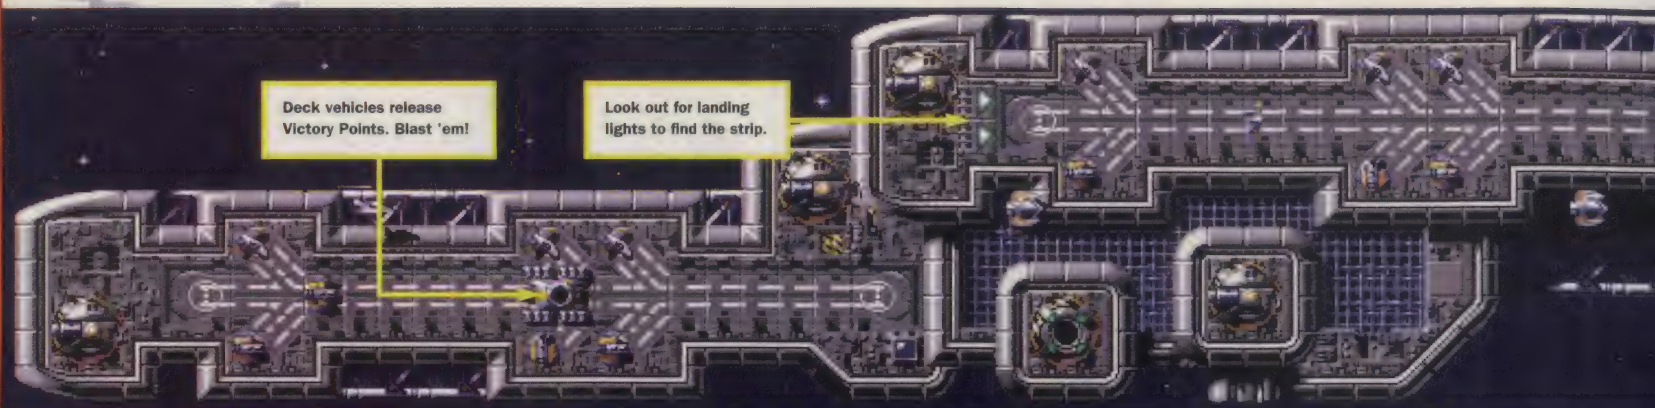 Deck vehicles release
Victory Points. Blast 'em!
Look out for landing
lights to find the strip.